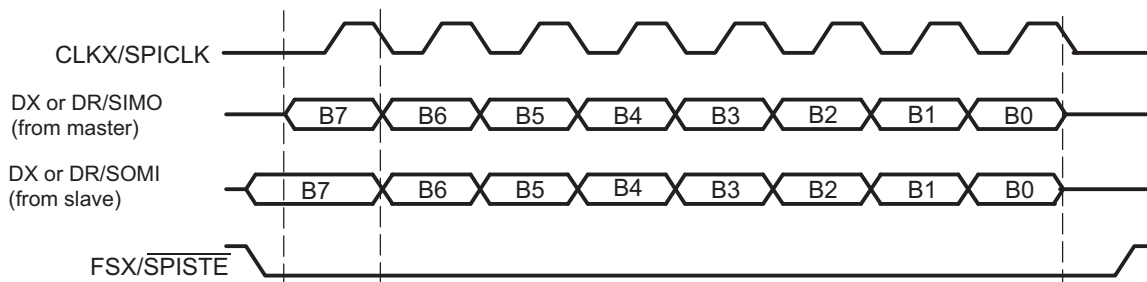 CLKX/SPICLK
DX or DR/SIMO
(from master)
B7 B6 B5 B4 B3 B2 B1 B0
DX or DR/SOMI
(from slave)
B7 B6 B5 B4 B3 B2 B1 B0
FSX/S̅P̅I̅S̅T̅E̅